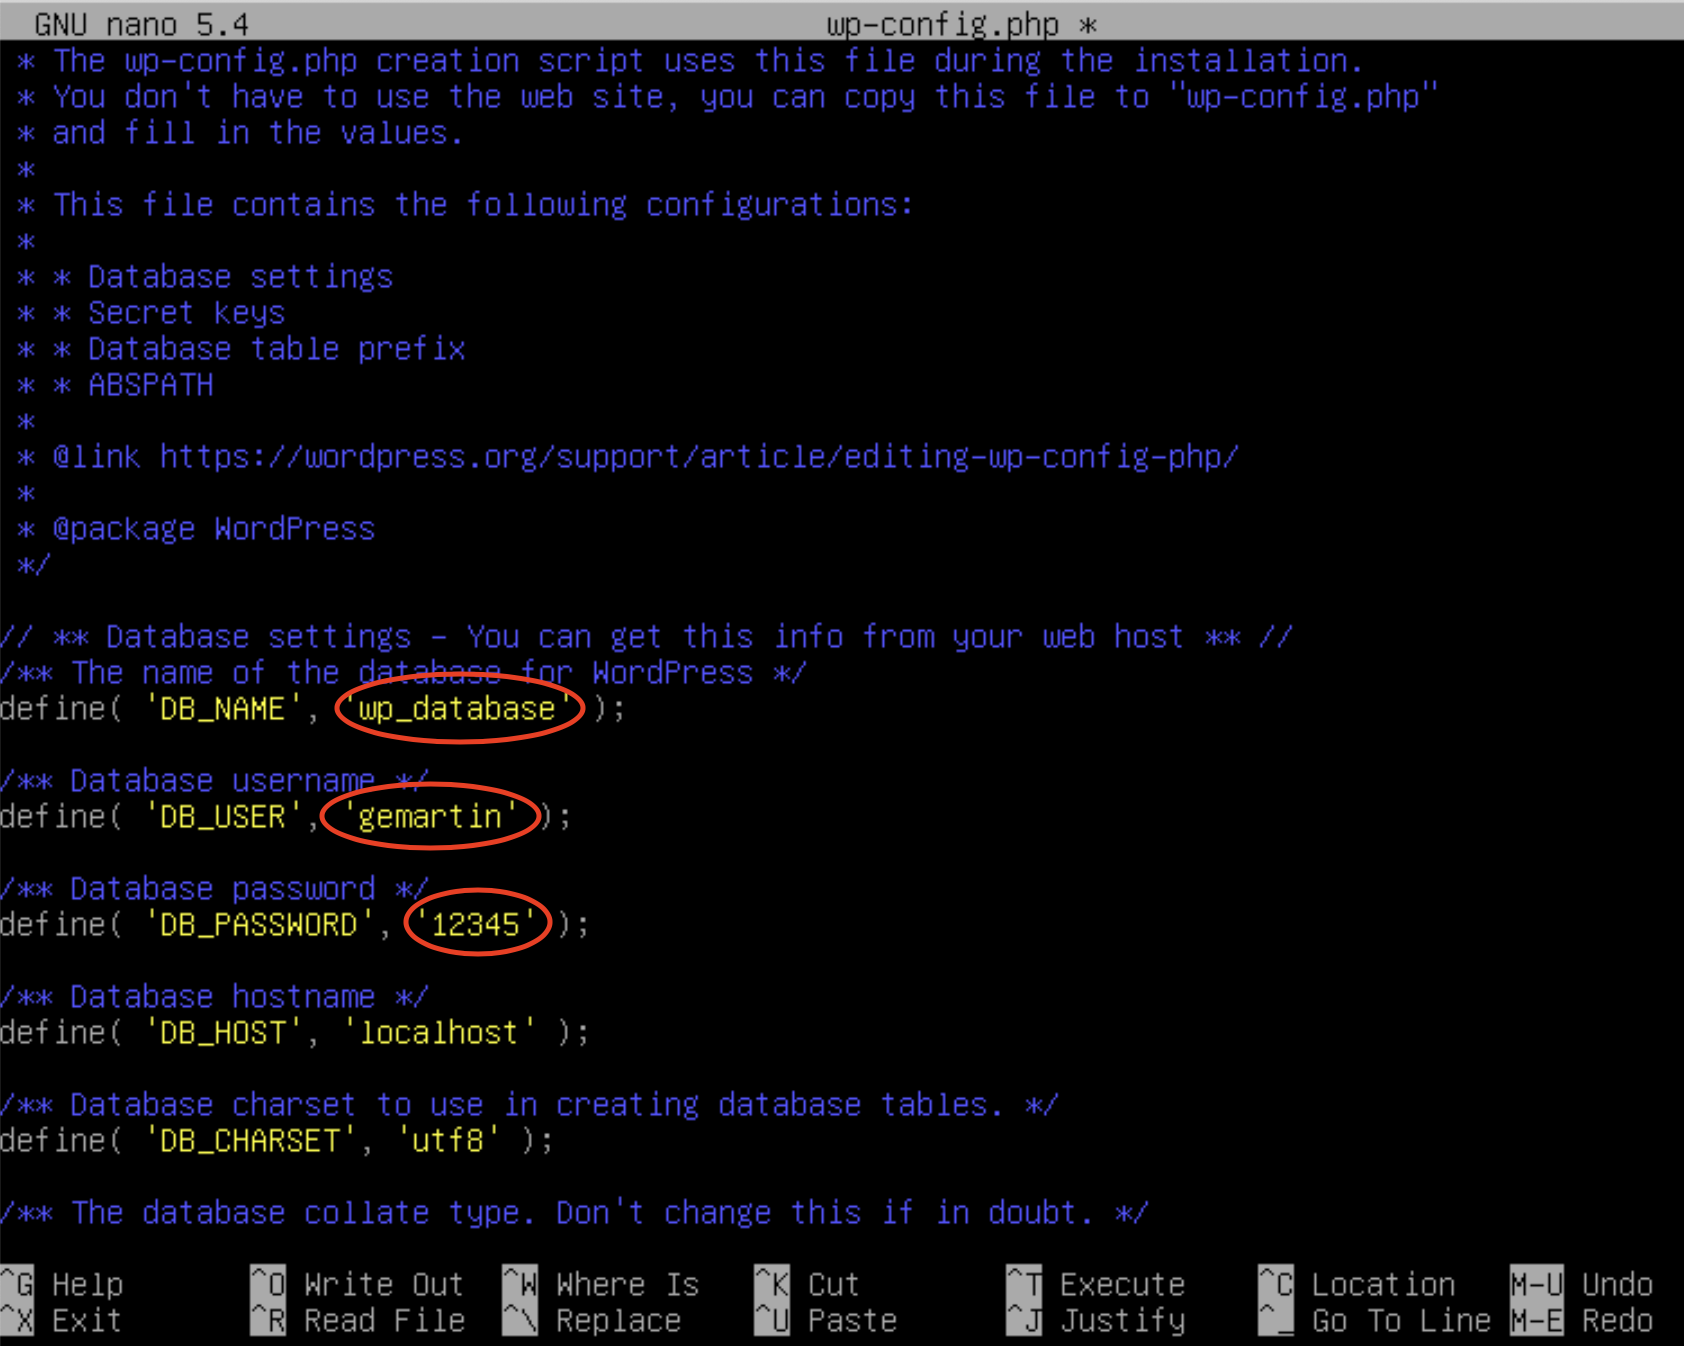 GNU nano 5.4 wp-config.php *
* The wp-config.php creation script uses this file during the installation.
* You don't have to use the web site, you can copy this file to "wp-config.php"
* and fill in the values.
*
* This file contains the following configurations:
*
* * Database settings
* * Secret keys
* * Database table prefix
* * ABSPATH
*
* @link https://wordpress.org/support/article/editing-wp-config-php/
*
* @package WordPress
*/
// ** Database settings - You can get this info from your web host ** //
/** The name of the database for WordPress */
define( 'DB_NAME', 'wp_database' );
/** Database username */
define( 'DB_USER', 'gemartin' );
/** Database password */
define( 'DB_PASSWORD', '12345' );
/** Database hostname */
define( 'DB_HOST', 'localhost' );
/** Database charset to use in creating database tables. */
define( 'DB_CHARSET', 'utf8' );
/** The database collate type. Don't change this if in doubt. */
^G Help ^O Write Out ^W Where Is ^K Cut ^T Execute ^C Location M-U Undo
^X Exit ^R Read File ^\ Replace ^U Paste ^J Justify ^_ Go To Line M-E Redo